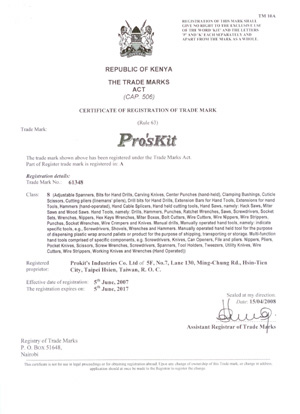 TM 10A
REGISTRATION OF THIS MARK SHALL
GIVE NO RIGHT TO THE EXCLUSIVE USE
OF THE WORD 'KIT' AND THE LETTERS
'P' AND 'K' EACH SEPARATELY AND
APART FROM THE MARK AS A WHOLE
REPUBLIC OF KENYA
THE TRADE MARKS
ACT
(CAP. 506)
CERTIFICATE OF REGISTRATION OF TRADE MARK
(Rule 63)
Trade Mark:
Pro'sKit
The trade mark shown above has been registered under the Trade Marks Act.
Part of Register trade mark is registered in: A
Registration details:
Trade Mark No.: 61348
Class 8 (Adjustable Spanners, Bits for Hand Drills, Carding Knives, Center Punches (hand held), Clamping Bushings, Cuticle
Scissors, Cutting pliers (linemans' pliers), Drill bits for Hand Drills, Extension Bars for Hand Tools, Extensions for Hand
Tools, Hammers (hand-operated), Hand Cable Splicers, Hand Tools, Hand Saws, namely: Hack Saws, Miter
Saws and Wood Saws, Hand Tools, namely: Drills, Hammers, Punches, Ratchet Wrenches, Saws, Screwdrivers, Socket
Sets, Wrenches, Nippers, Hex Keys Wrenches, Miter Boxes, Bolt Cutters, Wire Cutters, Wire Nippers, Wire Strippers,
Punches, Socket Wrenches, Wire Crimpers and Knives. Manual drills, Manually operated hand tools, namely: indicate
specific tools, e.g., Screwdrivers, Shovels, Wrenches and Hammers, Manually operated hand held tool for the purpose
of dispensing plastic wrap around pallets or product for the purpose of shipping, transporting or storage, Multi-function
hand tools comprised of specific components, e.g. Screwdrivers, Knives, Can Openers, File and Pliers, Nippers, Pliers,
Pocket Knives, Scissors, Screw Wrenches, Screwdrivers, Spanners, Tool Holders, Tweezers, Utility Knives, Wire
Cutters, Wire Strippers, Working Knives and Wrenches (Hand Operated)).
Registered
proprietor: Prokit's Industries Co. Ltd of 5F, No.7, Lane 130, Ming-Chung Rd., Hsin-Tien
City, Taipei Hsien, Taiwan, R. O. C.
Effective date of registration : 5th June, 2007
The registration expires on : 5th June, 2017
Sealed at my direction,
Date: 15/04/2008
Assistant Registrar of Trade Marks
Registry of Trade Marks
P. O. BOX 51648,
Nairobi
This certificate is not for use in legal proceedings or for obtaining registration abroad. Upon any change of ownership of this Trade mark, or change in address
application should at once be made to the Registrar to register the change.